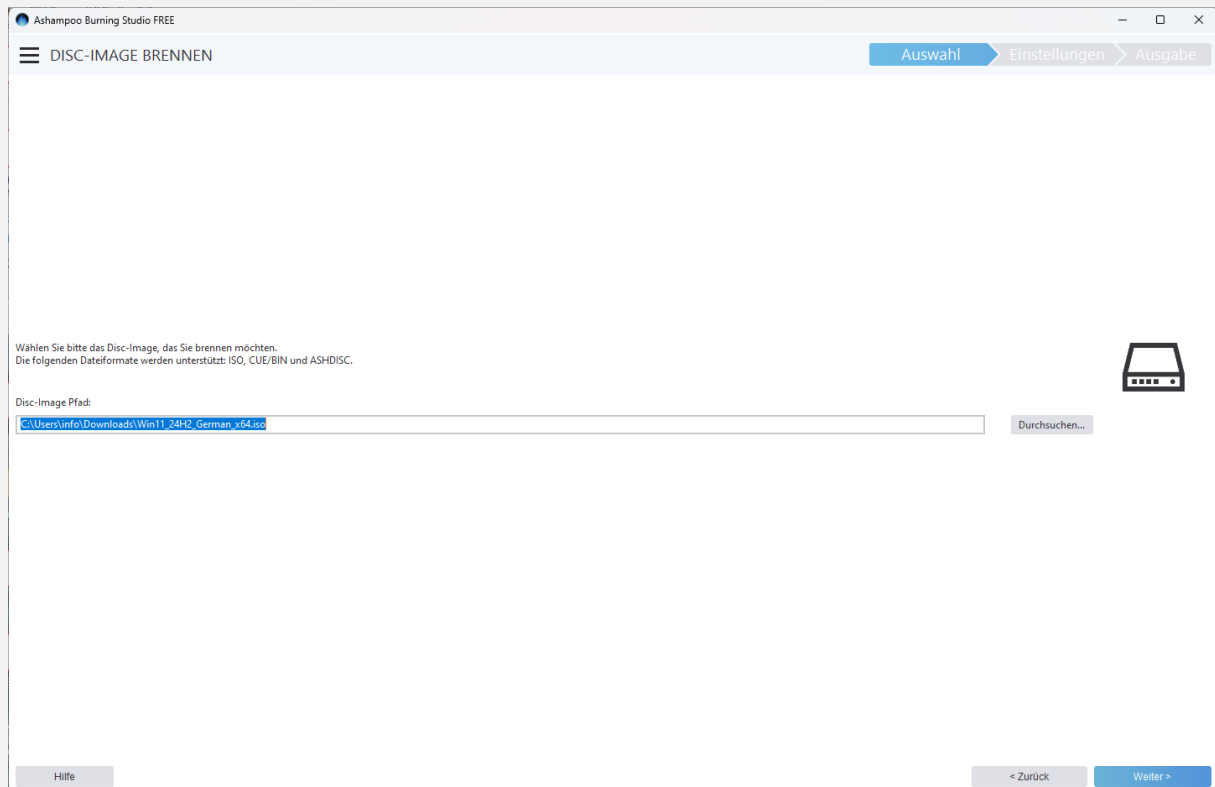 Ashampoo Burning Studio FREE
DISC-IMAGE BRENNEN
Auswahl
Einstellungen
Ausgabe
Wählen Sie bitte das Disc-Image, das Sie brennen möchten.
Die folgenden Dateiformate werden unterstützt: ISO, CUE/BIN und ASHDISC.
Disc-Image Pfad:
C:\Users\info\Downloads\Win11_24H2_German_x64.iso
Durchsuchen...
Hilfe
< Zurück
Weiter >